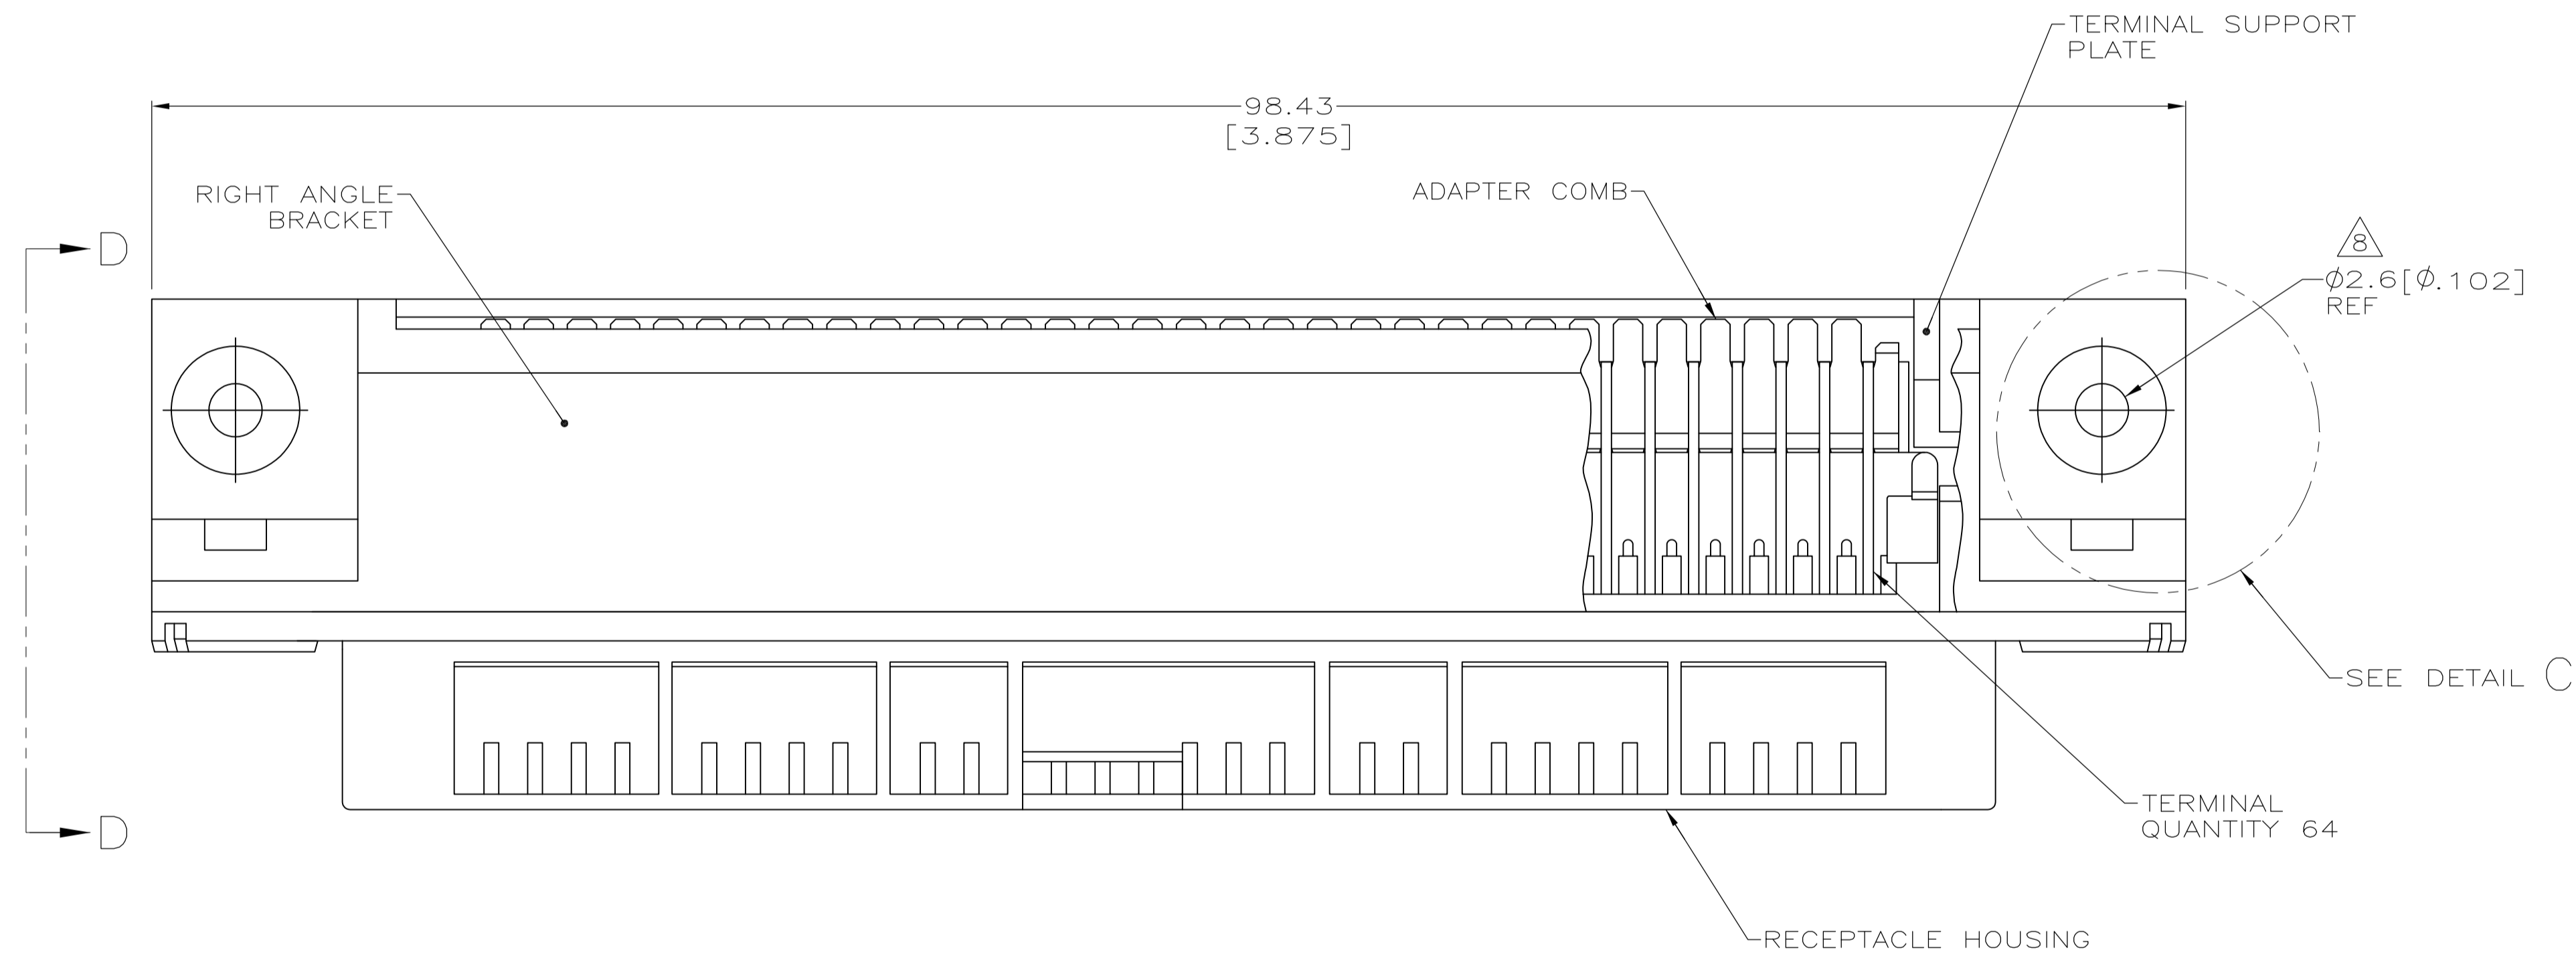 TERMINAL SUPPORT
PLATE
98.43
[3.875]
RIGHT ANGLE
BRACKET
ADAPTER COMB
8
D
Ø2.6[Ø.102]
REF
SEE DETAIL C
TERMINAL
QUANTITY 64
D
RECEPTACLE HOUSING